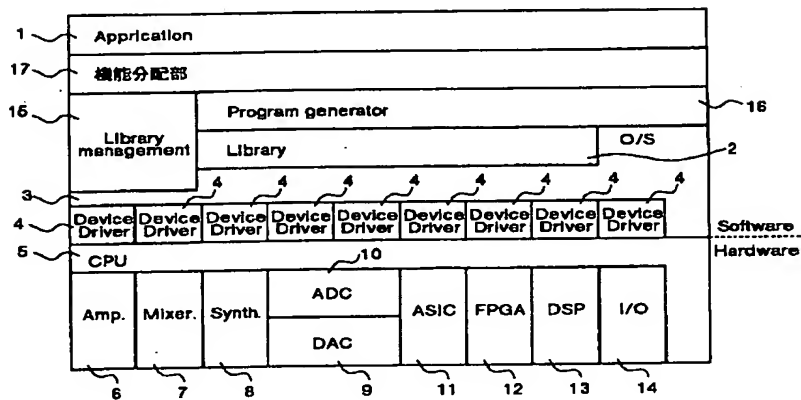 1
Apprication
17
機能分配部
15
Library
management
Program generator
16
Library
2
O/S
3
4 4 4 4 4 4 4 4
4
Device
Driver
Device
Driver
Device
Driver
Device
Driver
Device
Driver
Device
Driver
Device
Driver
Device
Driver
Device
Driver
Software
Hardware
5
CPU
10
Amp.
Mixer.
Synth.
ADC
DAC
ASIC
FPGA
DSP
I/O
6 7 8 9 11 12 13 14